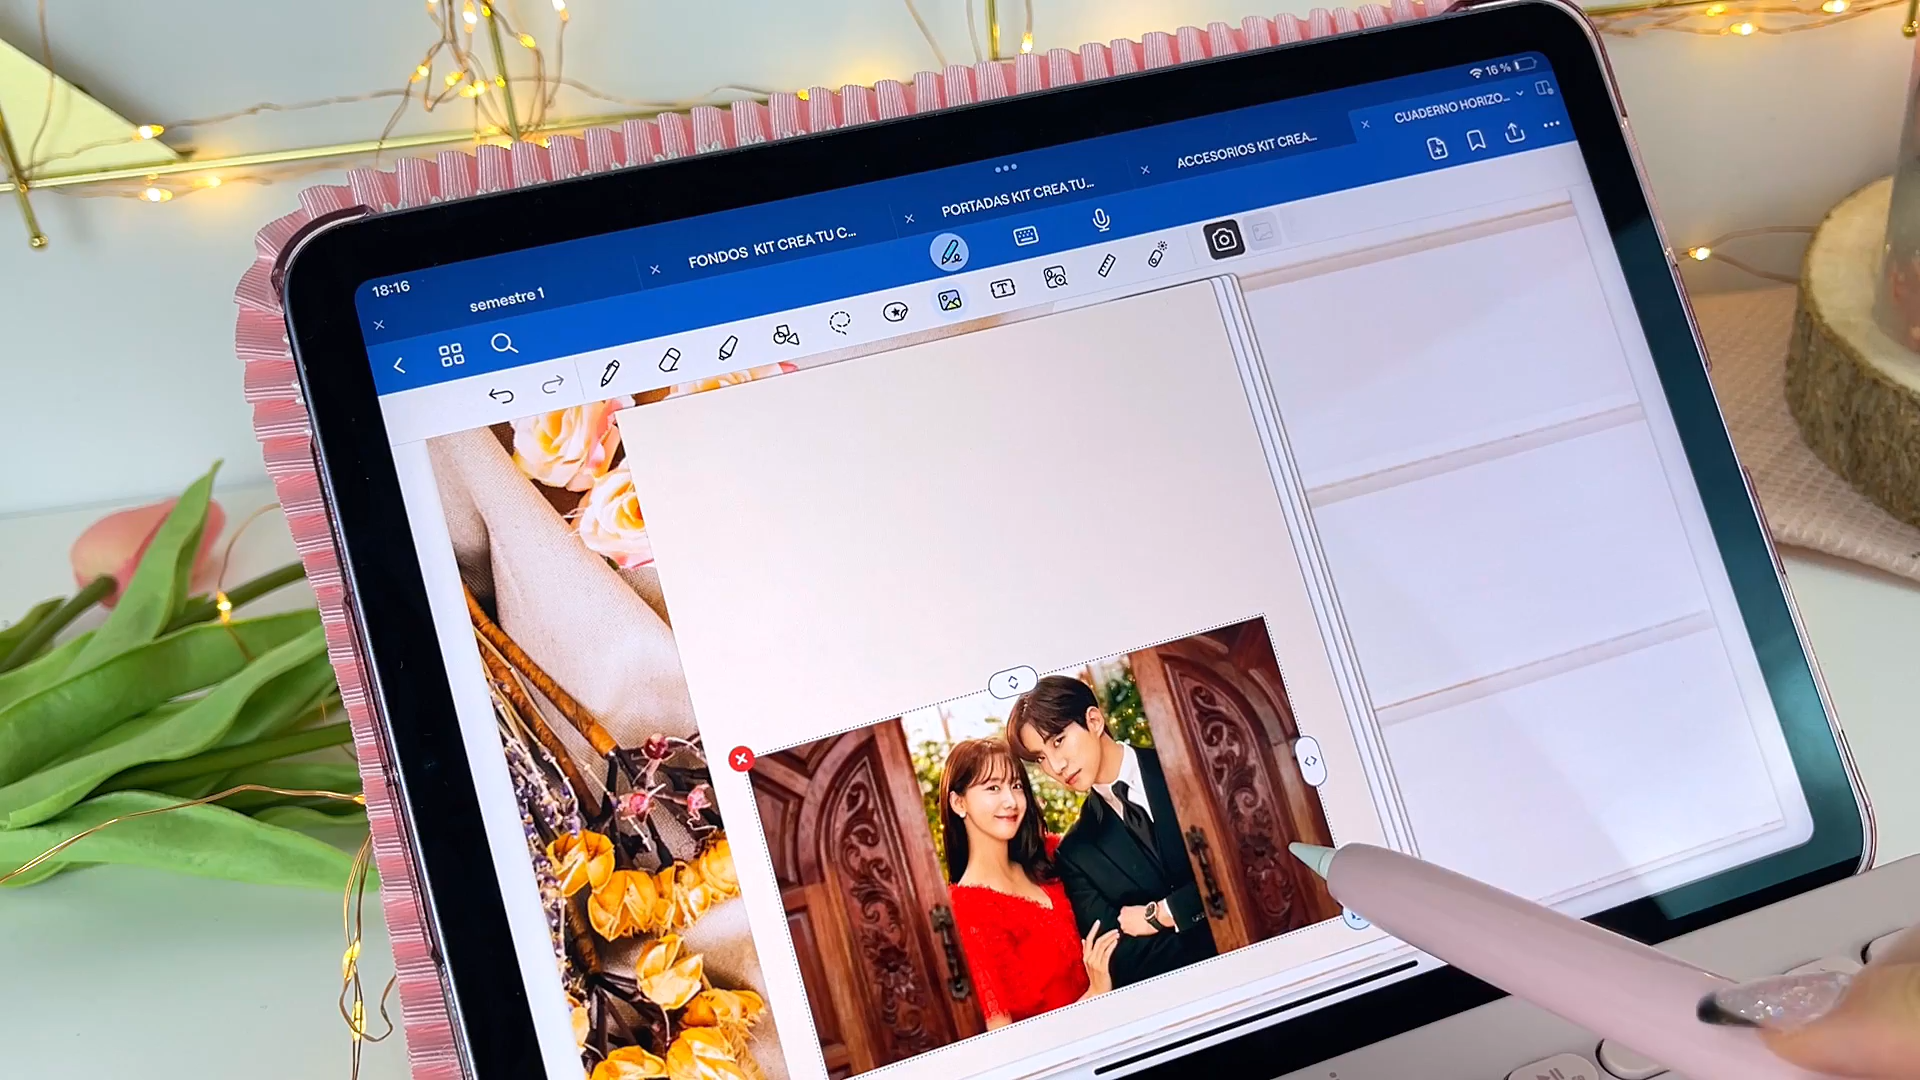 18:16
16 %
semestre 1
FONDOS KIT CREA TU C...
PORTADAS KIT CREA TU...
ACCESORIOS KIT CREA...
CUADERNO HORIZO...
T